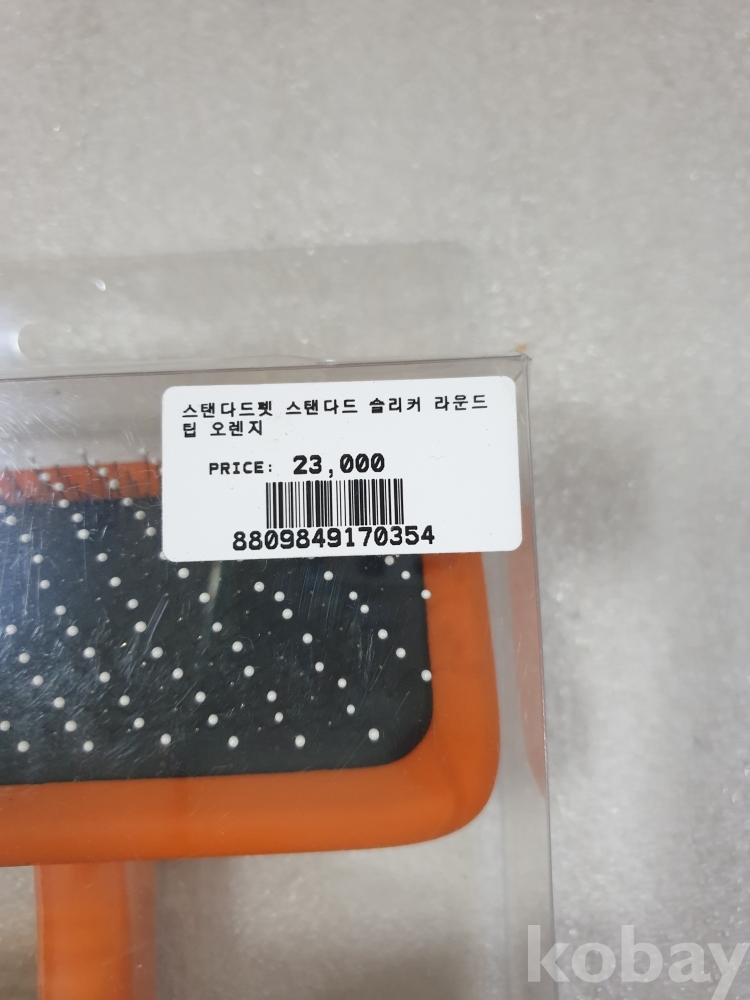 스탠다드펫 스탠다드 슬리커 라운드
팁 오렌지
PRICE: 23,000
8809849170354
kobay